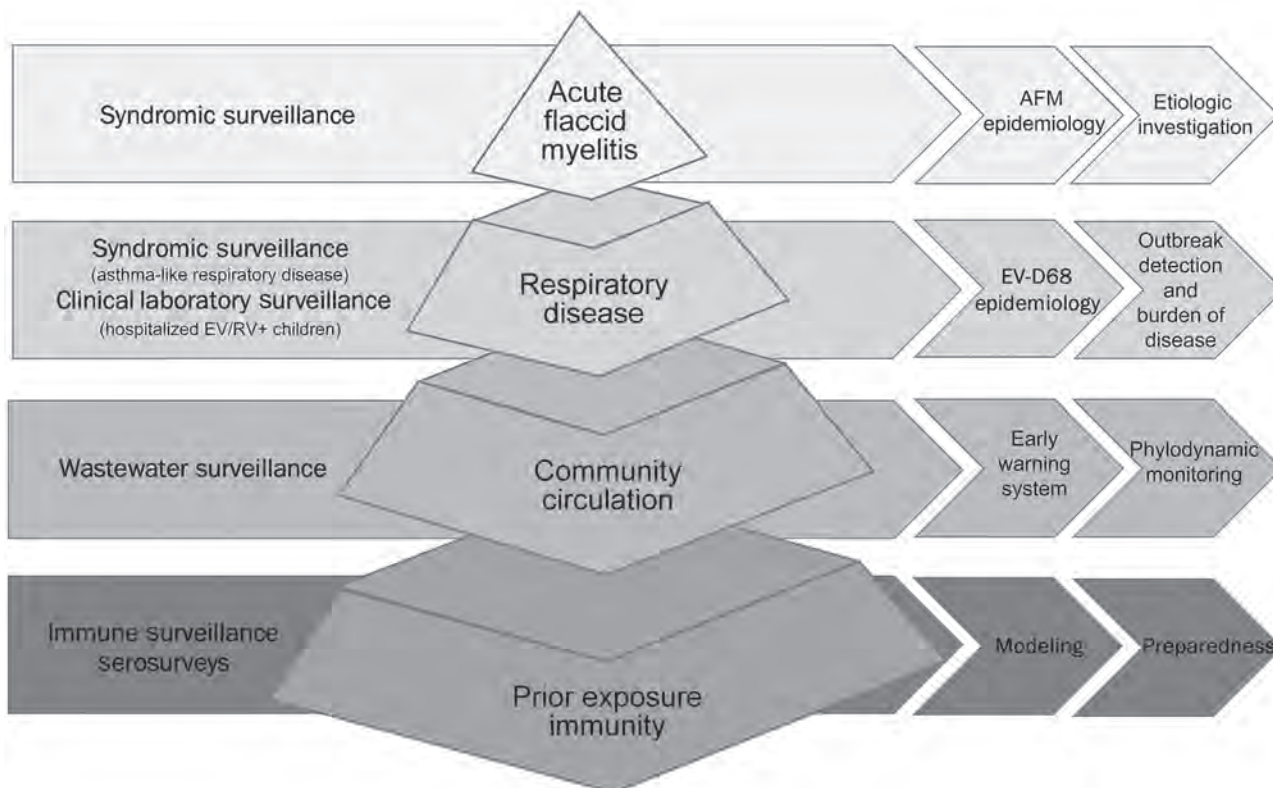 Syndromic surveillance
Acute
flaccid
myelitis
AFM
epidemiology
Etiologic
investigation
Syndromic surveillance
(asthma-like respiratory disease)
Clinical laboratory surveillance
(hospitalized EV/RV+ children)
Respiratory
disease
EV-D68
epidemiology
Outbreak
detection
and
burden of
disease
Wastewater surveillance
Community
circulation
Early
warning
system
Phylodynamic
monitoring
Immune surveillance
serosurveys
Prior exposure
immunity
Modeling
Preparedness